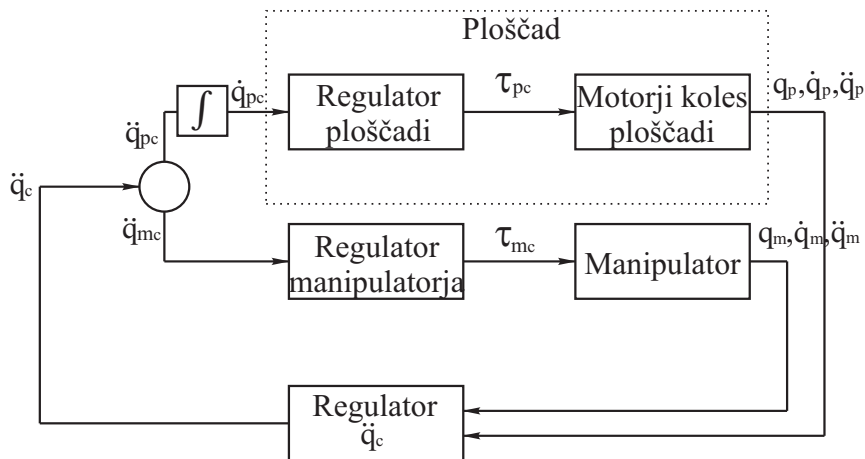 Ploščad
q̇pc
Regulator
ploščadi
τpc
Motorji koles
ploščadi
qp,q̇p,q̈p
∫
q̈pc
q̈c
q̈mc
Regulator
manipulatorja
τmc
Manipulator
qm,q̇m,q̈m
Regulator
q̈c